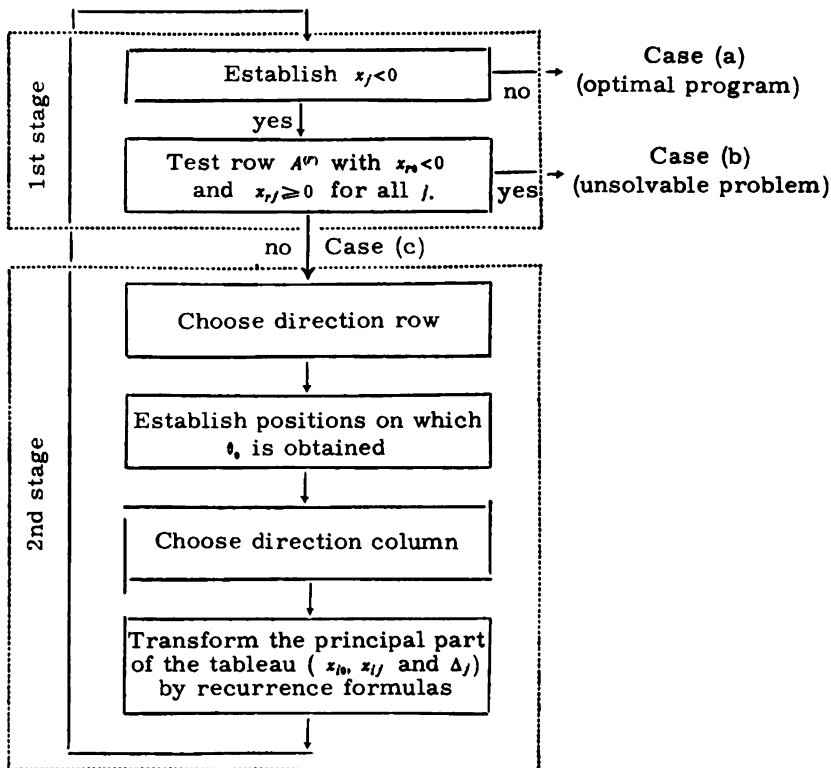 1st stage
Establish x_j<0
no
Case (a)
(optimal program)
yes
Test row A^(r) with x_r0<0
and x_rj⩾0 for all j.
yes
Case (b)
(unsolvable problem)
no Case (c)
2nd stage
Choose direction row
Establish positions on which
θ_0 is obtained
Choose direction column
Transform the principal part
of the tableau ( x_i0, x_ij and Δ_j)
by recurrence formulas